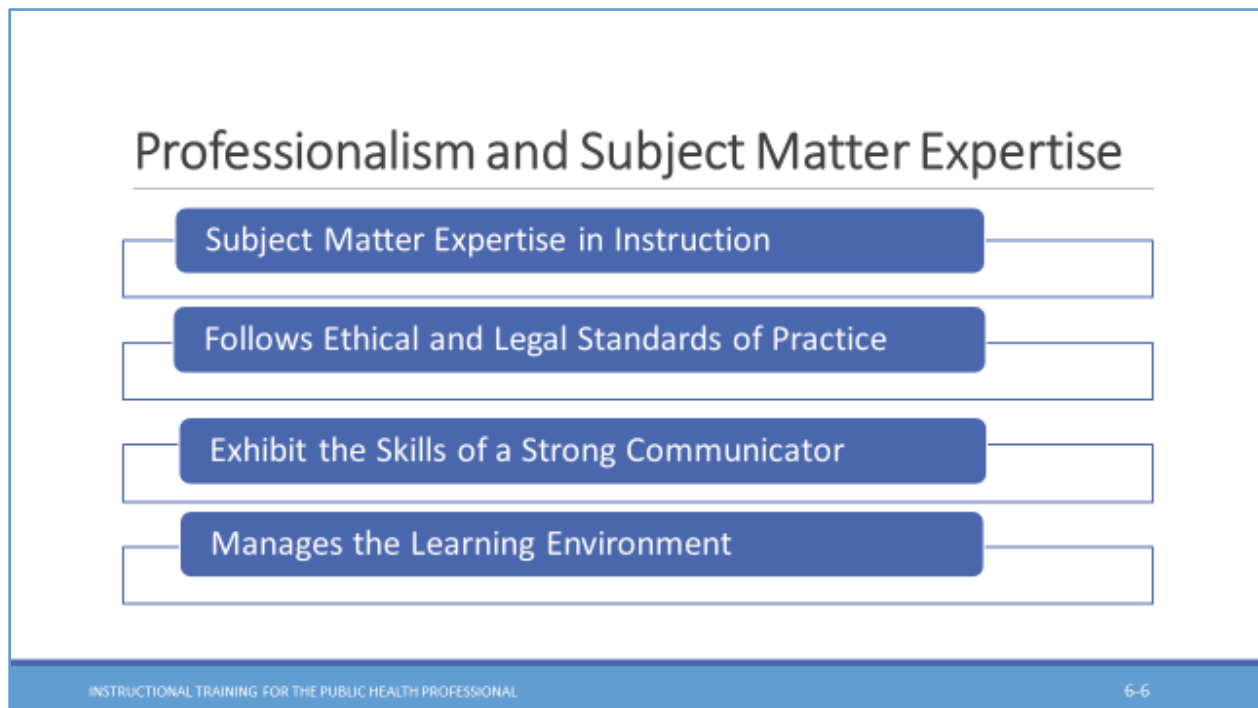 Professionalism and Subject Matter Expertise
Subject Matter Expertise in Instruction
Follows Ethical and Legal Standards of Practice
Exhibit the Skills of a Strong Communicator
Manages the Learning Environment
INSTRUCTIONAL TRAINING FOR THE PUBLIC HEALTH PROFESSIONAL
6-6